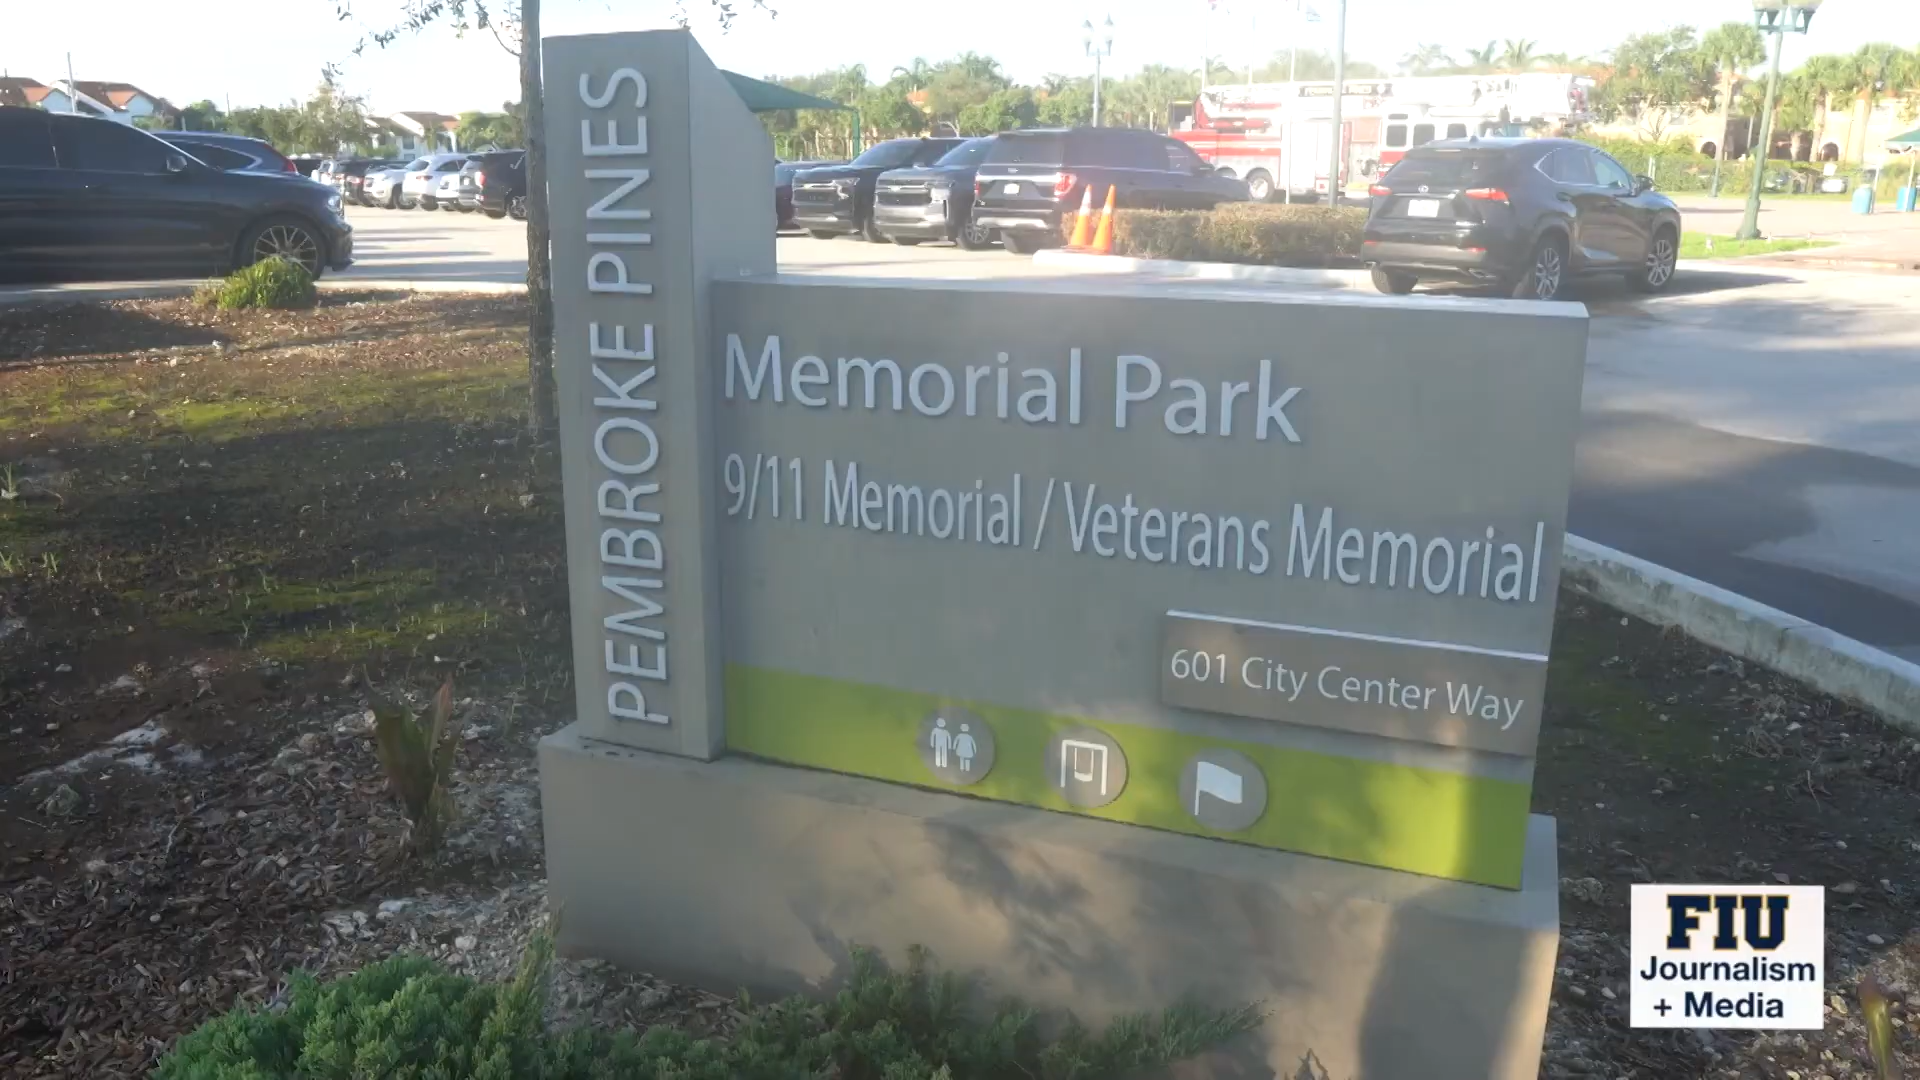 PEMBROKE PINES
Memorial Park
9/11 Memorial / Veterans Memorial
601 City Center Way
FIU
Journalism
+ Media